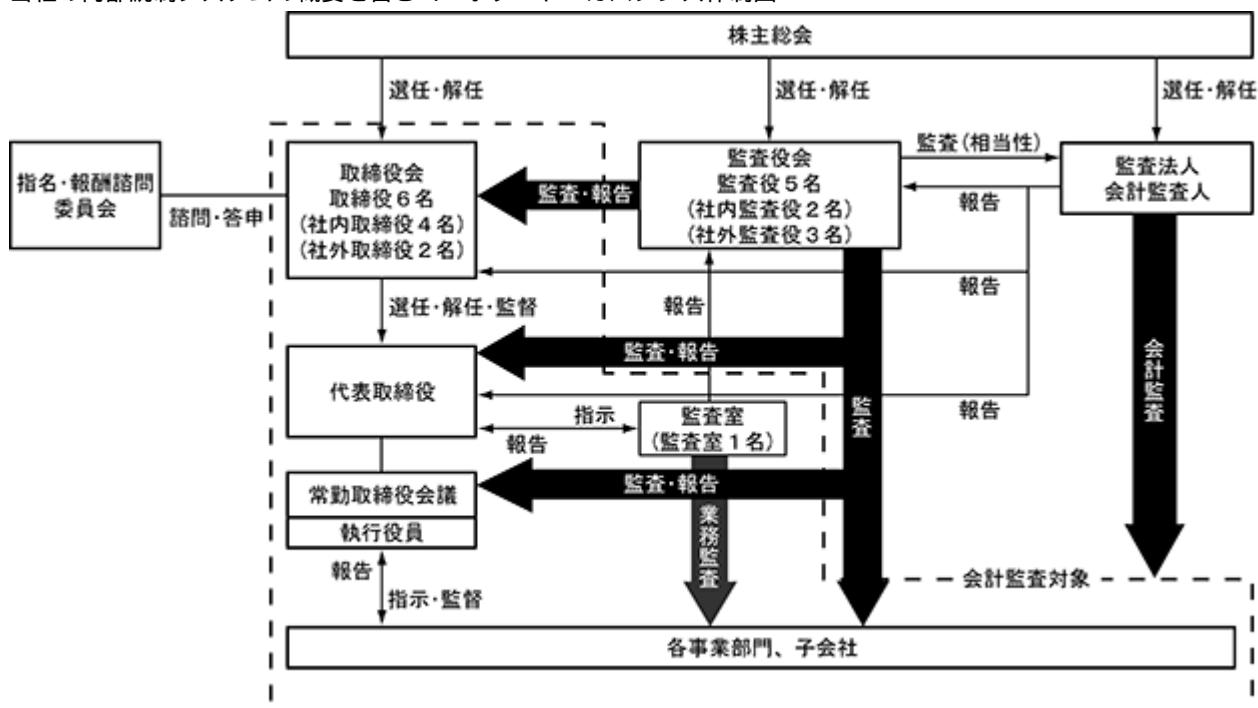 株主総会
選任・解任
選任・解任
選任・解任
指名・報酬諮問
委員会
諮問・答申
取締役会
取締役6名
(社内取締役4名)
(社外取締役2名)
監査・報告
監査役会
監査役5名
(社内監査役2名)
(社外監査役3名)
監査(相当性)
報告
監査法人
会計監査人
報告
選任・解任・監督
報告
監査・報告
代表取締役
報告
指示
報告
監査室
(監査室1名)
監査
会計監査
常勤取締役会議
執行役員
監査・報告
業務監査
報告
指示・監督
会計監査対象
各事業部門、子会社